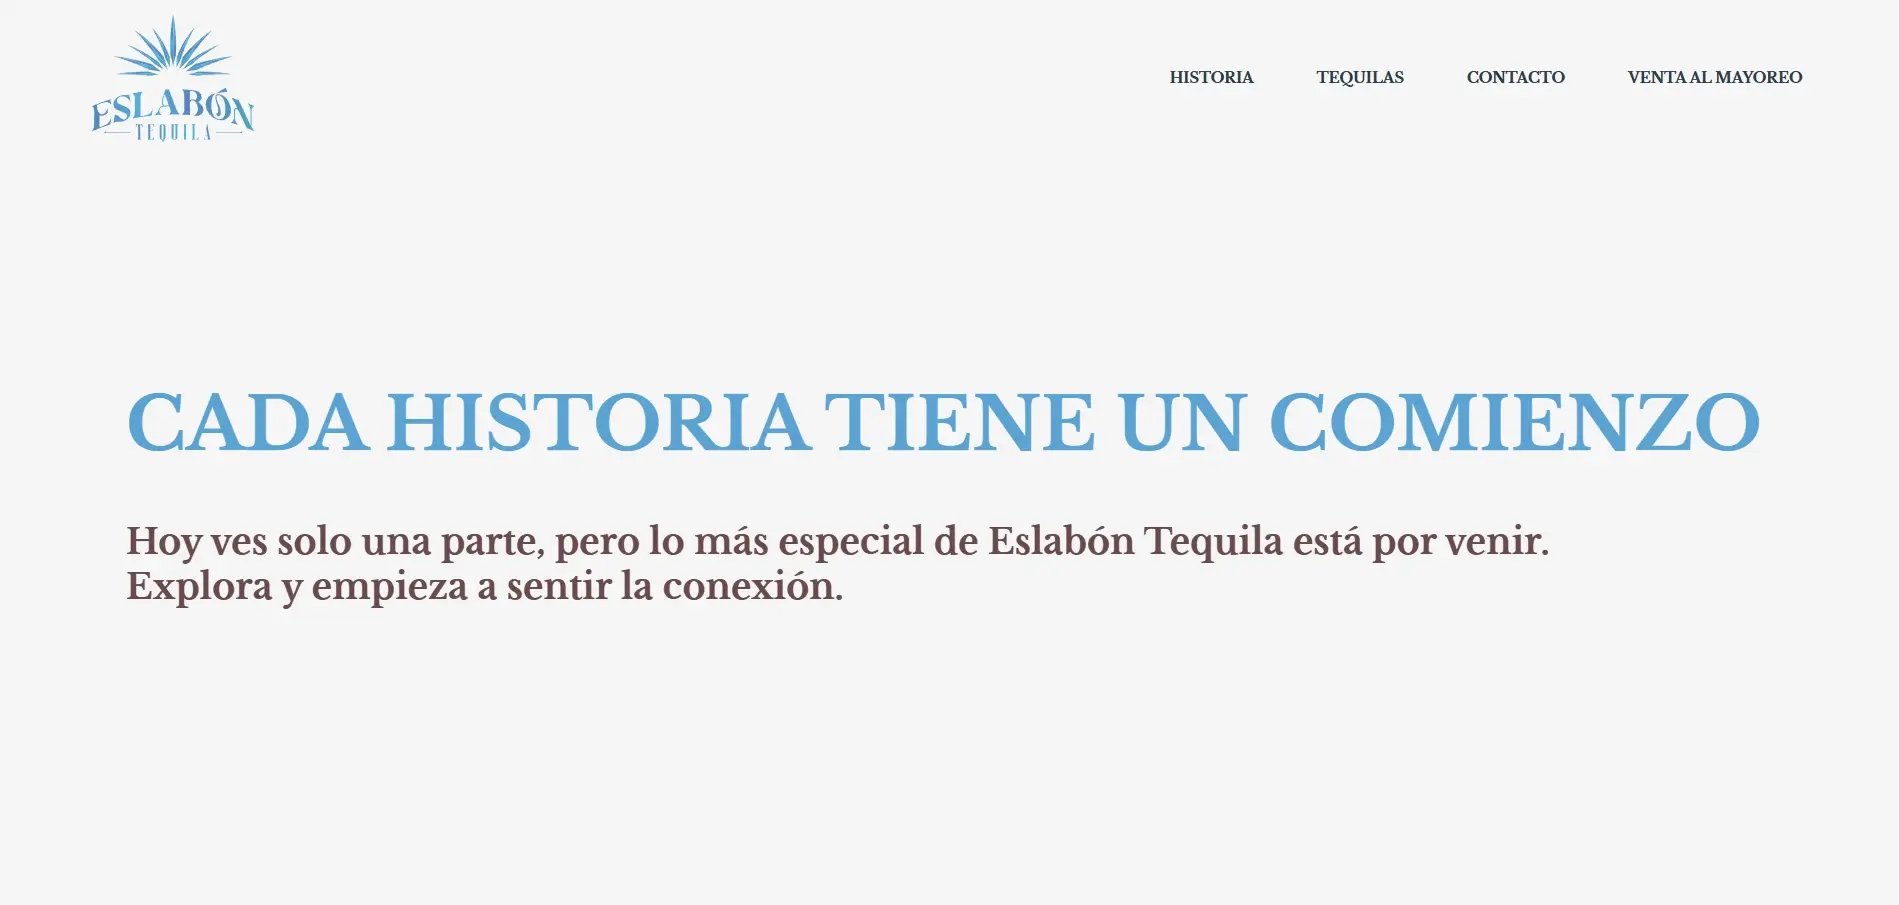 ESLABÓN
TEQUILA
HISTORIA
TEQUILAS
CONTACTO
VENTA AL MAYOREO
CADA HISTORIA TIENE UN COMIENZO
Hoy ves solo una parte, pero lo más especial de Eslabón Tequila está por venir.
Explora y empieza a sentir la conexión.